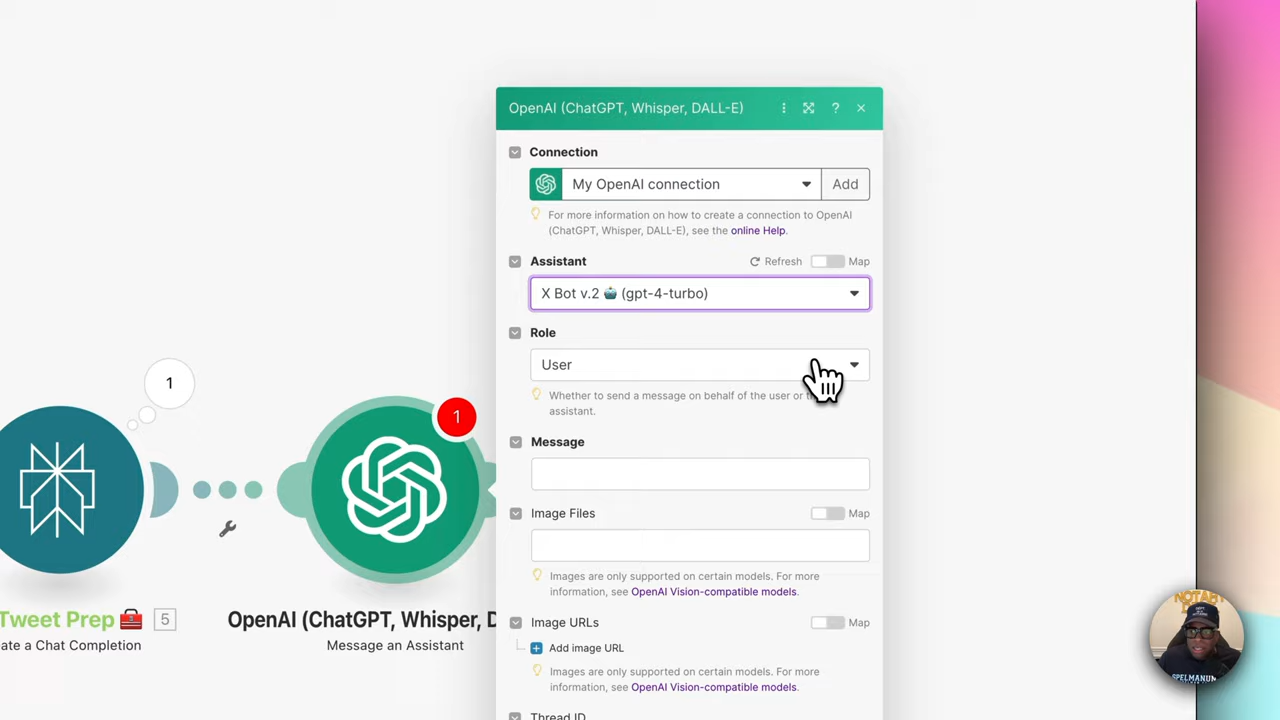 OpenAI (ChatGPT, Whisper, DALL-E)
Connection
My OpenAI connection
Add
For more information on how to create a connection to OpenAI
(ChatGPT, Whisper, DALL-E), see the online Help.
Assistant
Refresh
Map
X Bot v.2 🤖 (gpt-4-turbo)
Role
User
Whether to send a message on behalf of the user or
assistant.
Message
Image Files
Map
Images are only supported on certain models. For more
information, see OpenAI Vision-compatible models.
Image URLs
Map
Add image URL
Images are only supported on certain models. For more
information, see OpenAI Vision-compatible models.
Thread ID
1
1
Tweet Prep 🧰 5
ate a Chat Completion
OpenAI (ChatGPT, Whisper, D
Message an Assistant
SPELMANUM